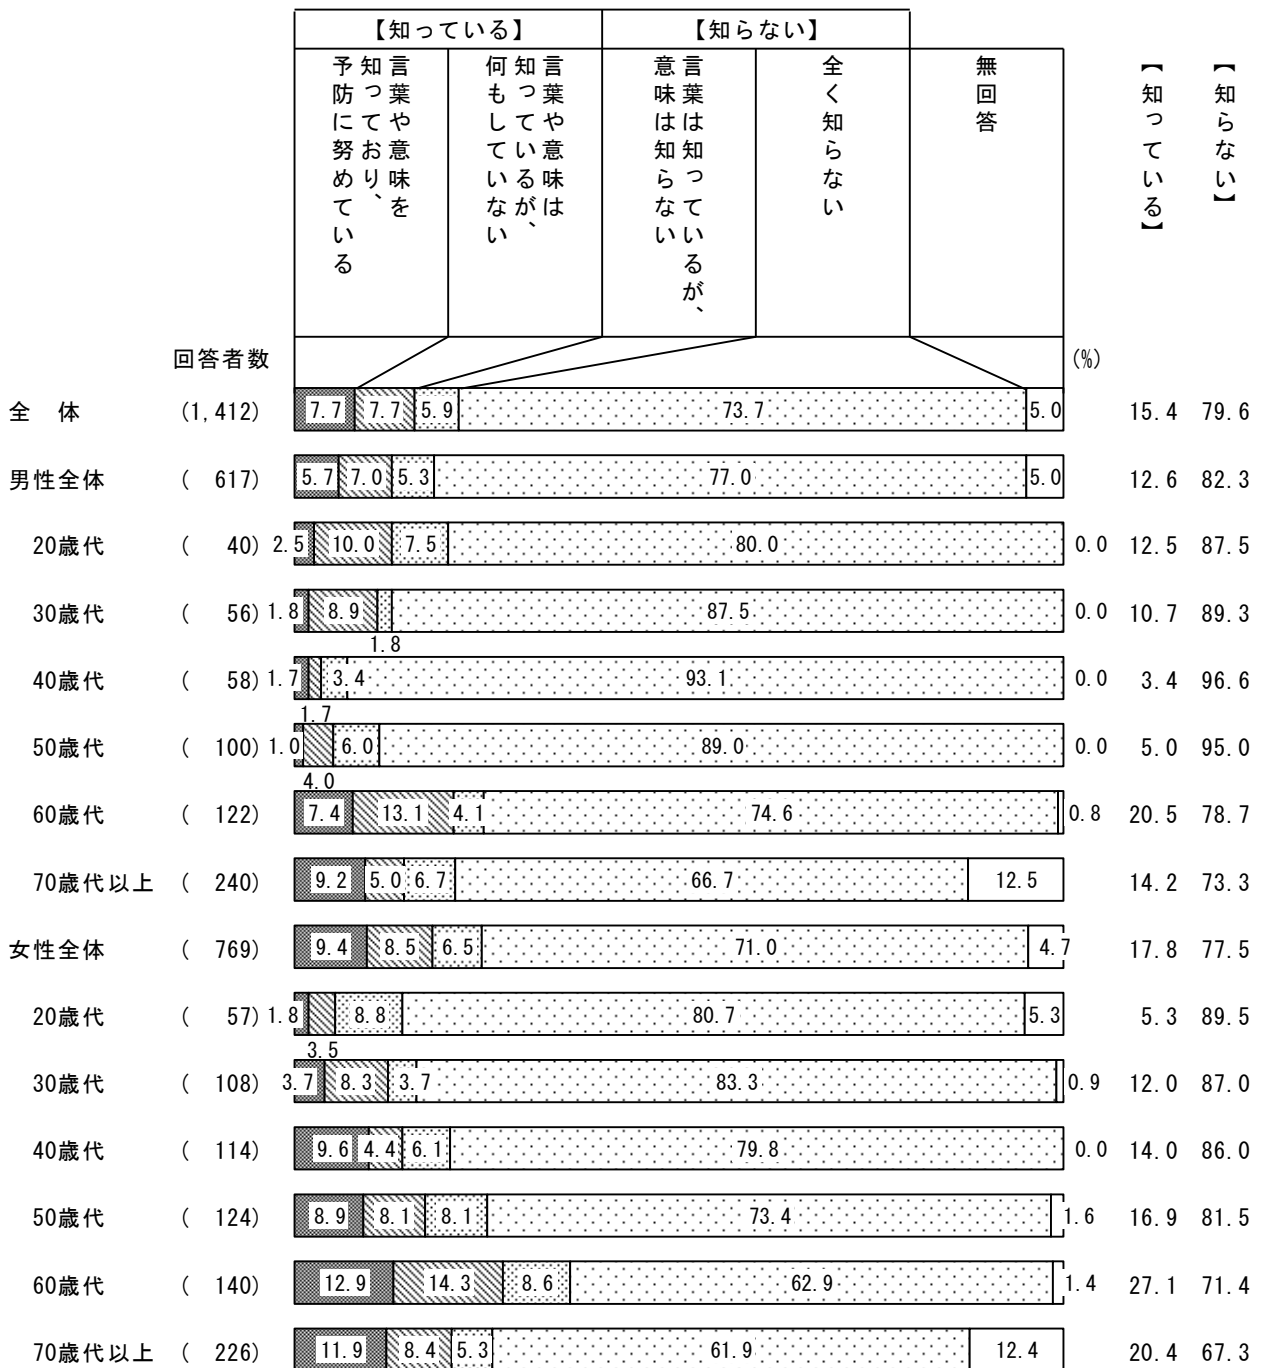 【知っている】 【知らない】
言葉や意味を
知っており、
予防に努めている
言葉や意味は
知っているが、
何もしていない
言葉は知っているが、
意味は知らない
全く知らない
無回答
【知っている】
【知らない】
回答者数 (%)
全 体 (1,412) 7.7 7.7 5.9 73.7 5.0 15.4 79.6
男性全体 ( 617) 5.7 7.0 5.3 77.0 5.0 12.6 82.3
20歳代 ( 40) 2.5 10.0 7.5 80.0 0.0 12.5 87.5
30歳代 ( 56) 1.8 8.9 87.5 0.0 10.7 89.3
1.8
40歳代 ( 58) 1.7 3.4 93.1 0.0 3.4 96.6
1.7
50歳代 ( 100) 1.0 6.0 89.0 0.0 5.0 95.0
4.0
60歳代 ( 122) 7.4 13.1 4.1 74.6 0.8 20.5 78.7
70歳代以上 ( 240) 9.2 5.0 6.7 66.7 12.5 14.2 73.3
女性全体 ( 769) 9.4 8.5 6.5 71.0 4.7 17.8 77.5
20歳代 ( 57) 1.8 8.8 80.7 5.3 5.3 89.5
3.5
30歳代 ( 108) 3.7 8.3 3.7 83.3 0.9 12.0 87.0
40歳代 ( 114) 9.6 4.4 6.1 79.8 0.0 14.0 86.0
50歳代 ( 124) 8.9 8.1 8.1 73.4 1.6 16.9 81.5
60歳代 ( 140) 12.9 14.3 8.6 62.9 1.4 27.1 71.4
70歳代以上 ( 226) 11.9 8.4 5.3 61.9 12.4 20.4 67.3